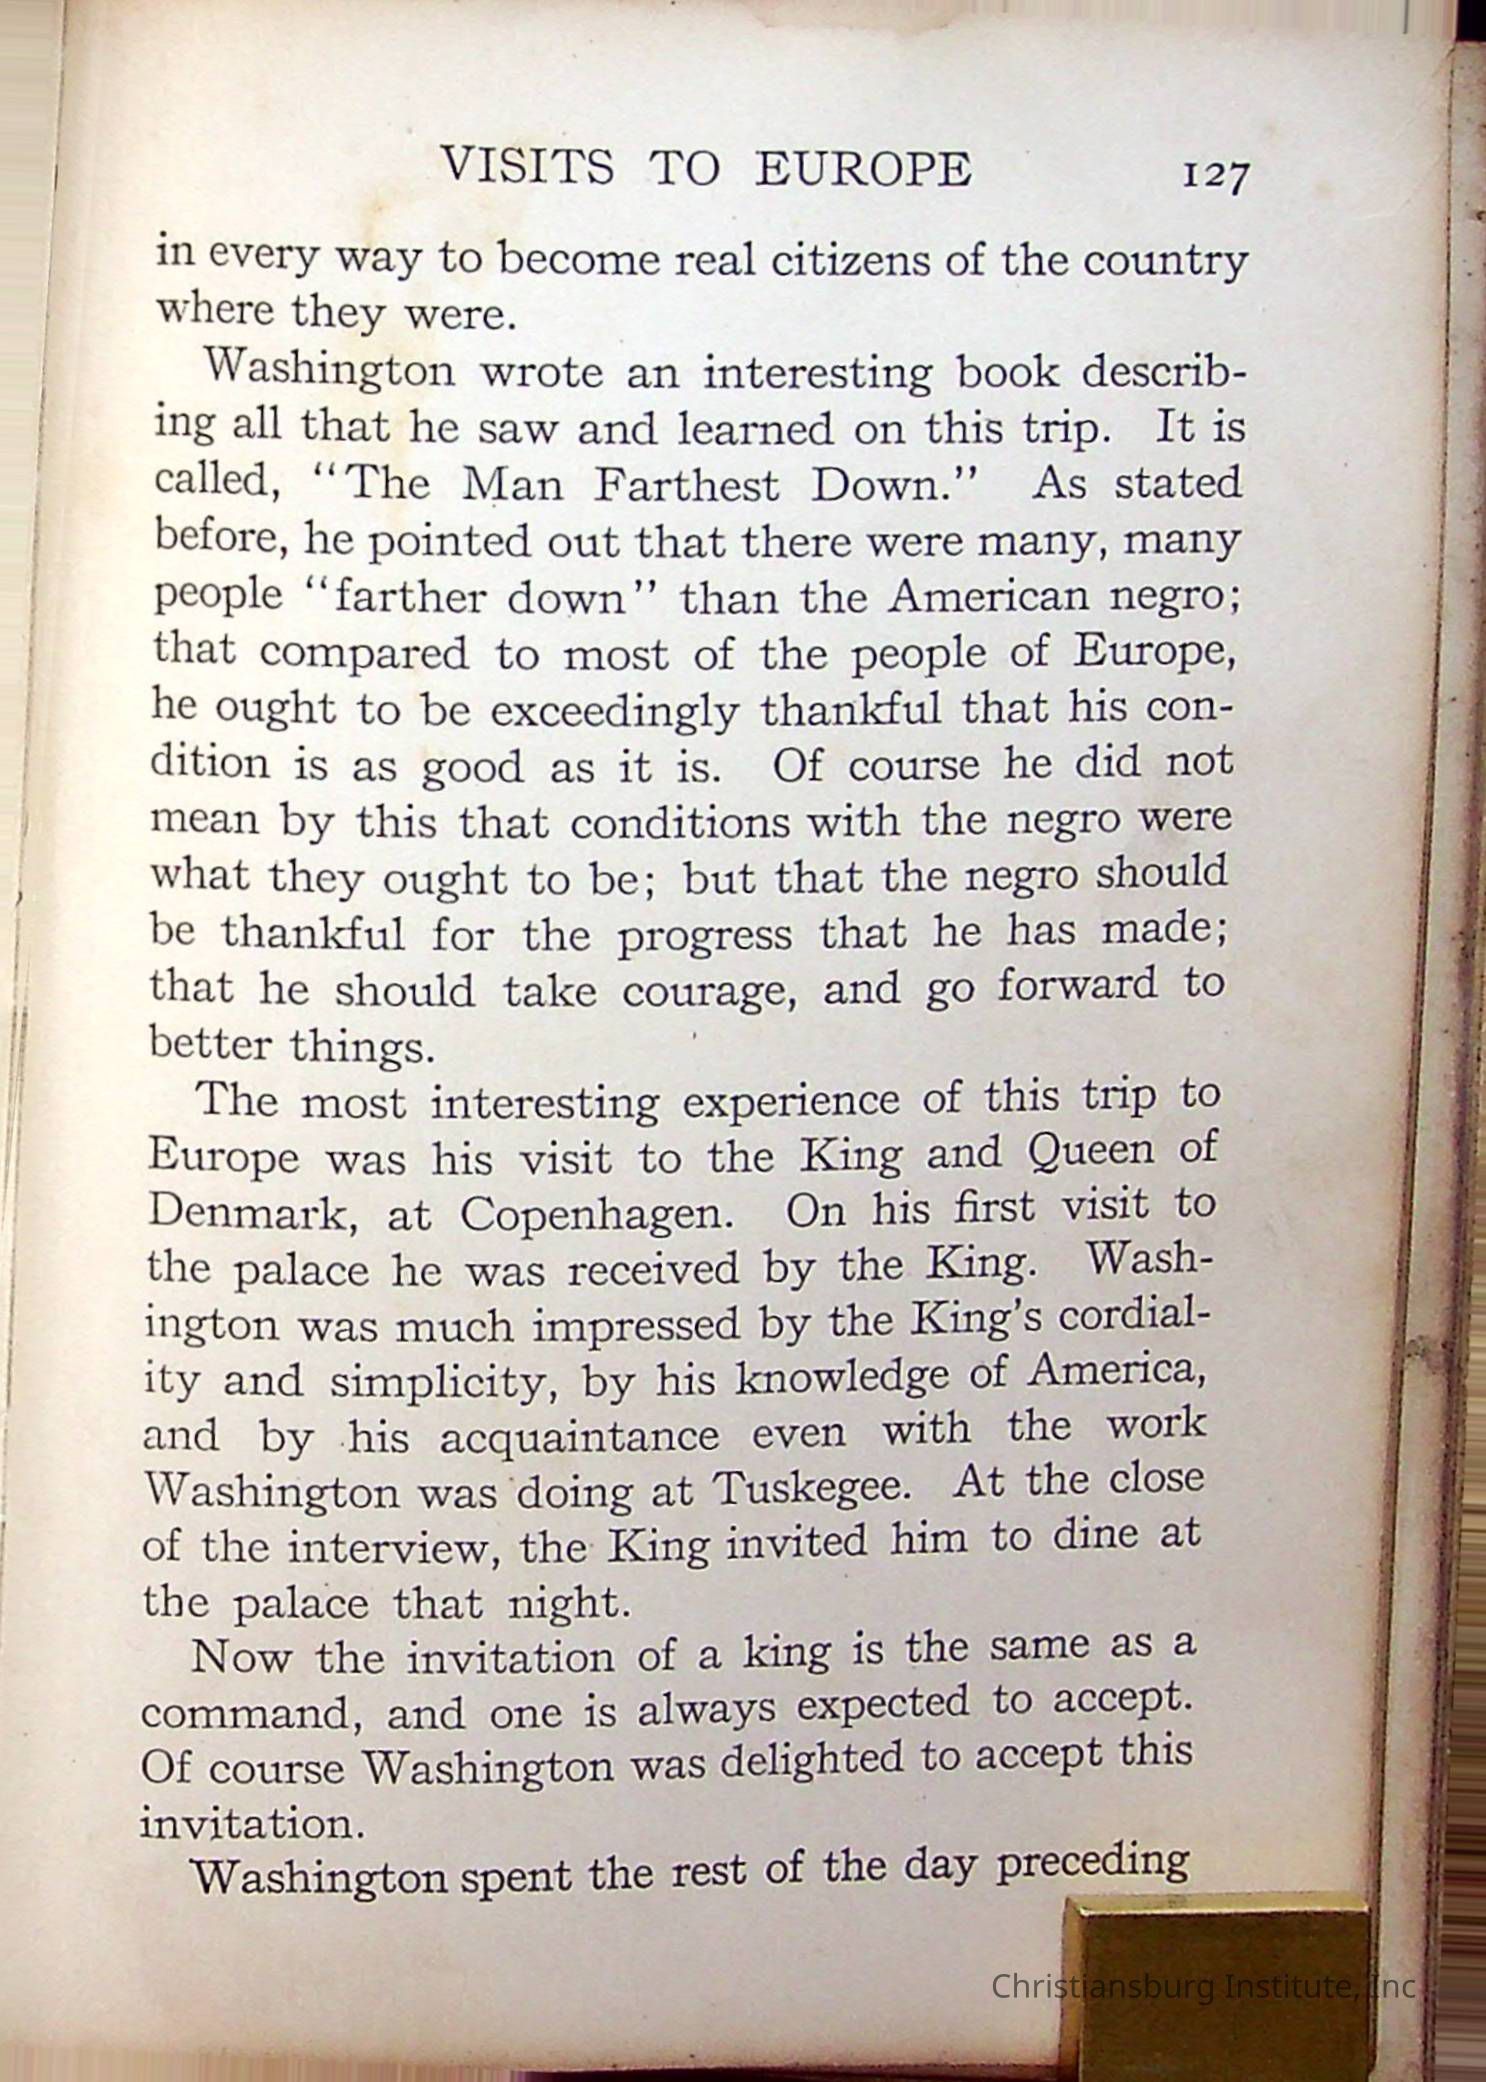 VISITS TO EUROPE 127
in every way to become real citizens of the country
where they were.
Washington wrote an interesting book describ-
ing all that he saw and learned on this trip. It is
called, “The Man Farthest Down.” As stated
before, he pointed out that there were many, many
people “farther down” than the American negro;
that compared to most of the people of Europe,
he ought to be exceedingly thankful that his con-
dition is as good as it is. Of course he did not
mean by this that conditions with the negro were
what they ought to be; but that the negro should
be thankful for the progress that he has made;
that he should take courage, and go forward to
better things.
The most interesting experience of this trip to
Europe was his visit to the King and Queen of
Denmark, at Copenhagen. On his first visit to
the palace he was received by the King. Wash-
ington was much impressed by the King’s cordial-
ity and simplicity, by his knowledge of America,
and by his acquaintance even with the work
Washington was doing at Tuskegee. At the close
of the interview, the King invited him to dine at
the palace that night.
Now the invitation of a king is the same as a
command, and one is always expected to accept.
Of course Washington was delighted to accept this
invitation.
Washington spent the rest of the day preceding
Christiansburg Institute, Inc